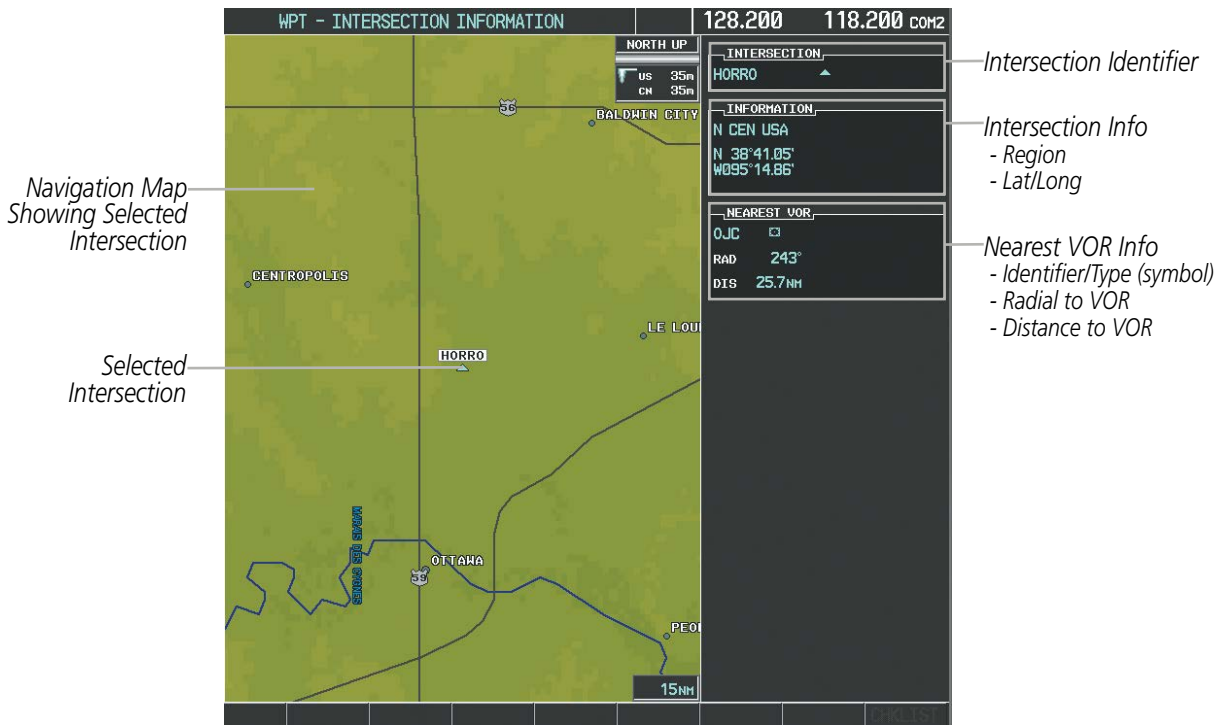 WPT - INTERSECTION INFORMATION
128.200 118.200 COM2
NORTH UP
US 35m
CN 35m
56
BALDWIN CITY
CENTROPOLIS
LE LOU
HORRO
MARAIS DES CYGNES
OTTAWA
59
PEO
15NM
INTERSECTION
HORRO
INFORMATION
N CEN USA
N 38°41.05'
W095°14.86'
NEAREST VOR
OJC
RAD 243°
DIS 25.7NM
CHKLIST
Navigation Map
Showing Selected
Intersection
Selected
Intersection
Intersection Identifier
Intersection Info
- Region
- Lat/Long
Nearest VOR Info
- Identifier/Type (symbol)
- Radial to VOR
- Distance to VOR